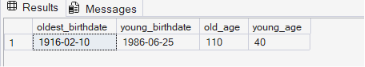 Results Messages
oldest_birthdate young_birthdate old_age young_age
1 1916-02-10 1986-06-25 110 40